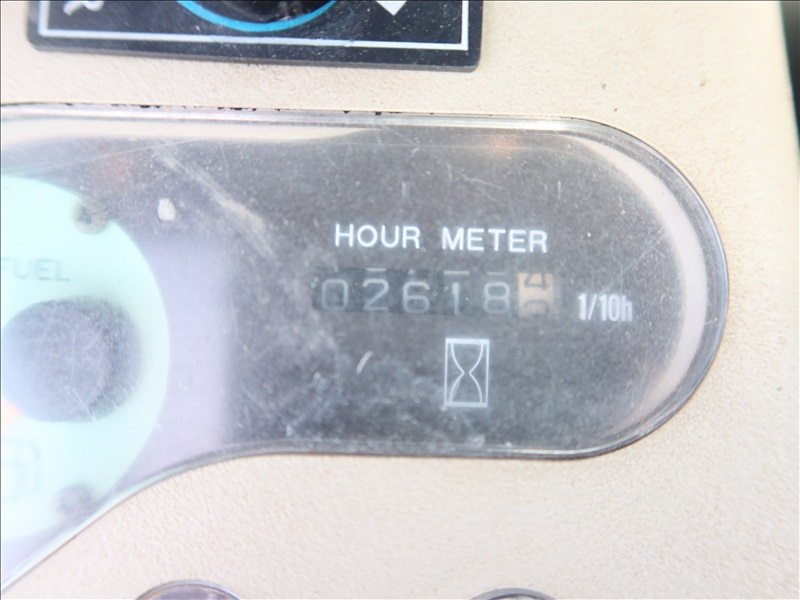 R
HOUR METER
FUEL
02618 1/10h